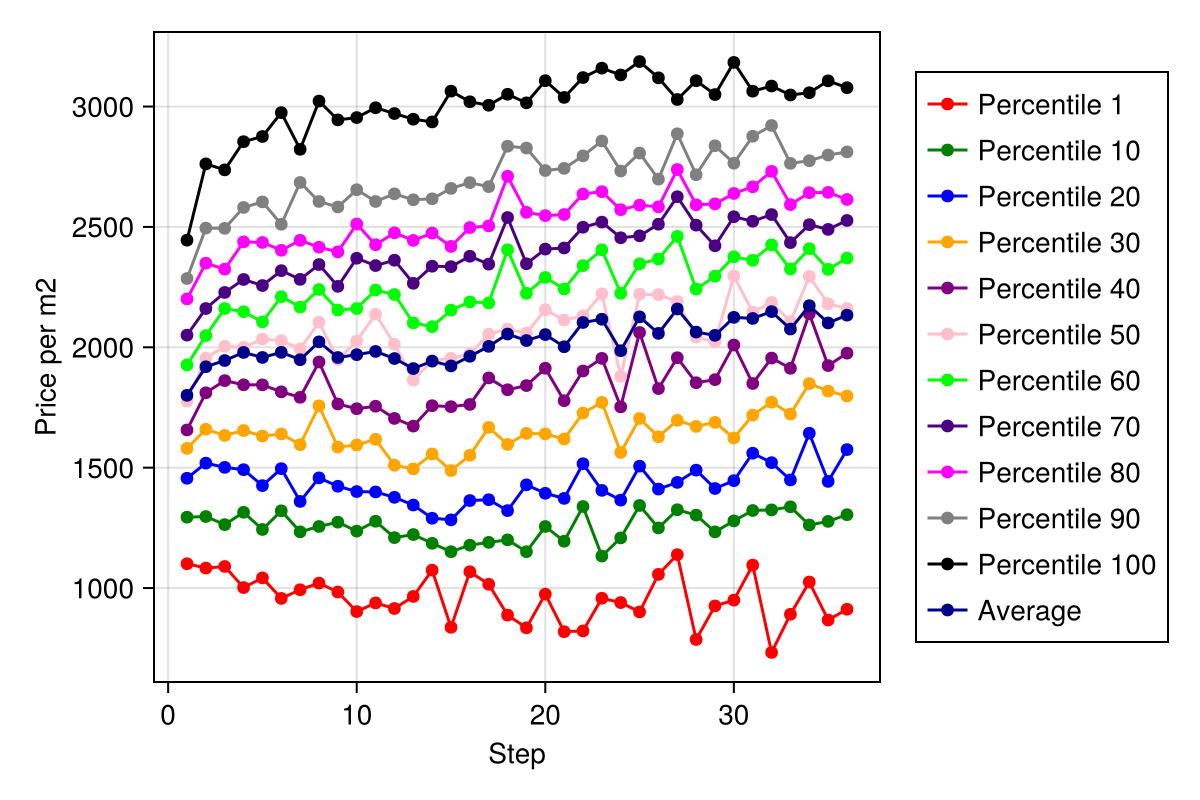 3000
2500
2000
1500
1000
Price per m2
0 10 20 30
Step
Percentile 1
Percentile 10
Percentile 20
Percentile 30
Percentile 40
Percentile 50
Percentile 60
Percentile 70
Percentile 80
Percentile 90
Percentile 100
Average